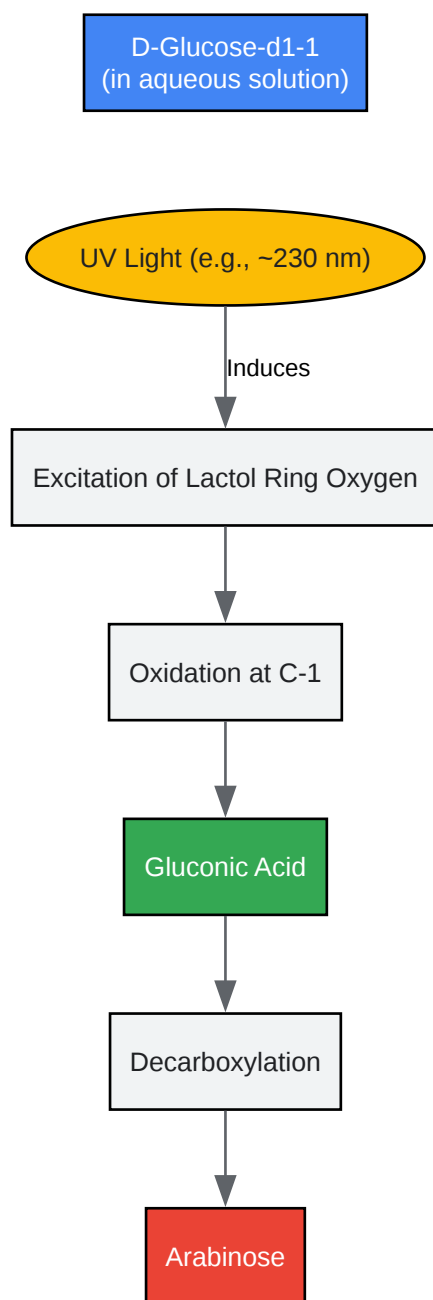 D-Glucose-d1-1
(in aqueous solution)
UV Light (e.g., ~230 nm)
Induces
Excitation of Lactol Ring Oxygen
Oxidation at C-1
Gluconic Acid
Decarboxylation
Arabinose